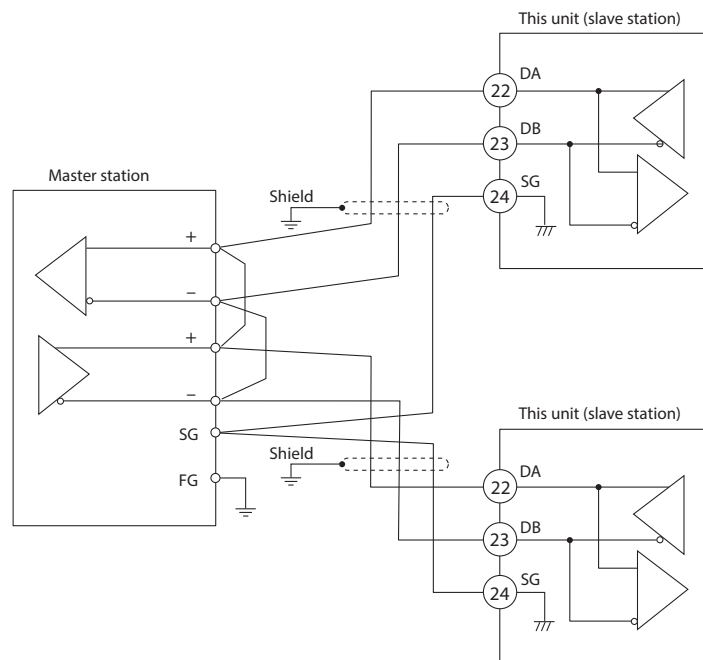 This unit (slave station)
22 DA
23 DB
24 SG
Master station
Shield
+
−
+
−
SG
FG
Shield
This unit (slave station)
22 DA
23 DB
24 SG